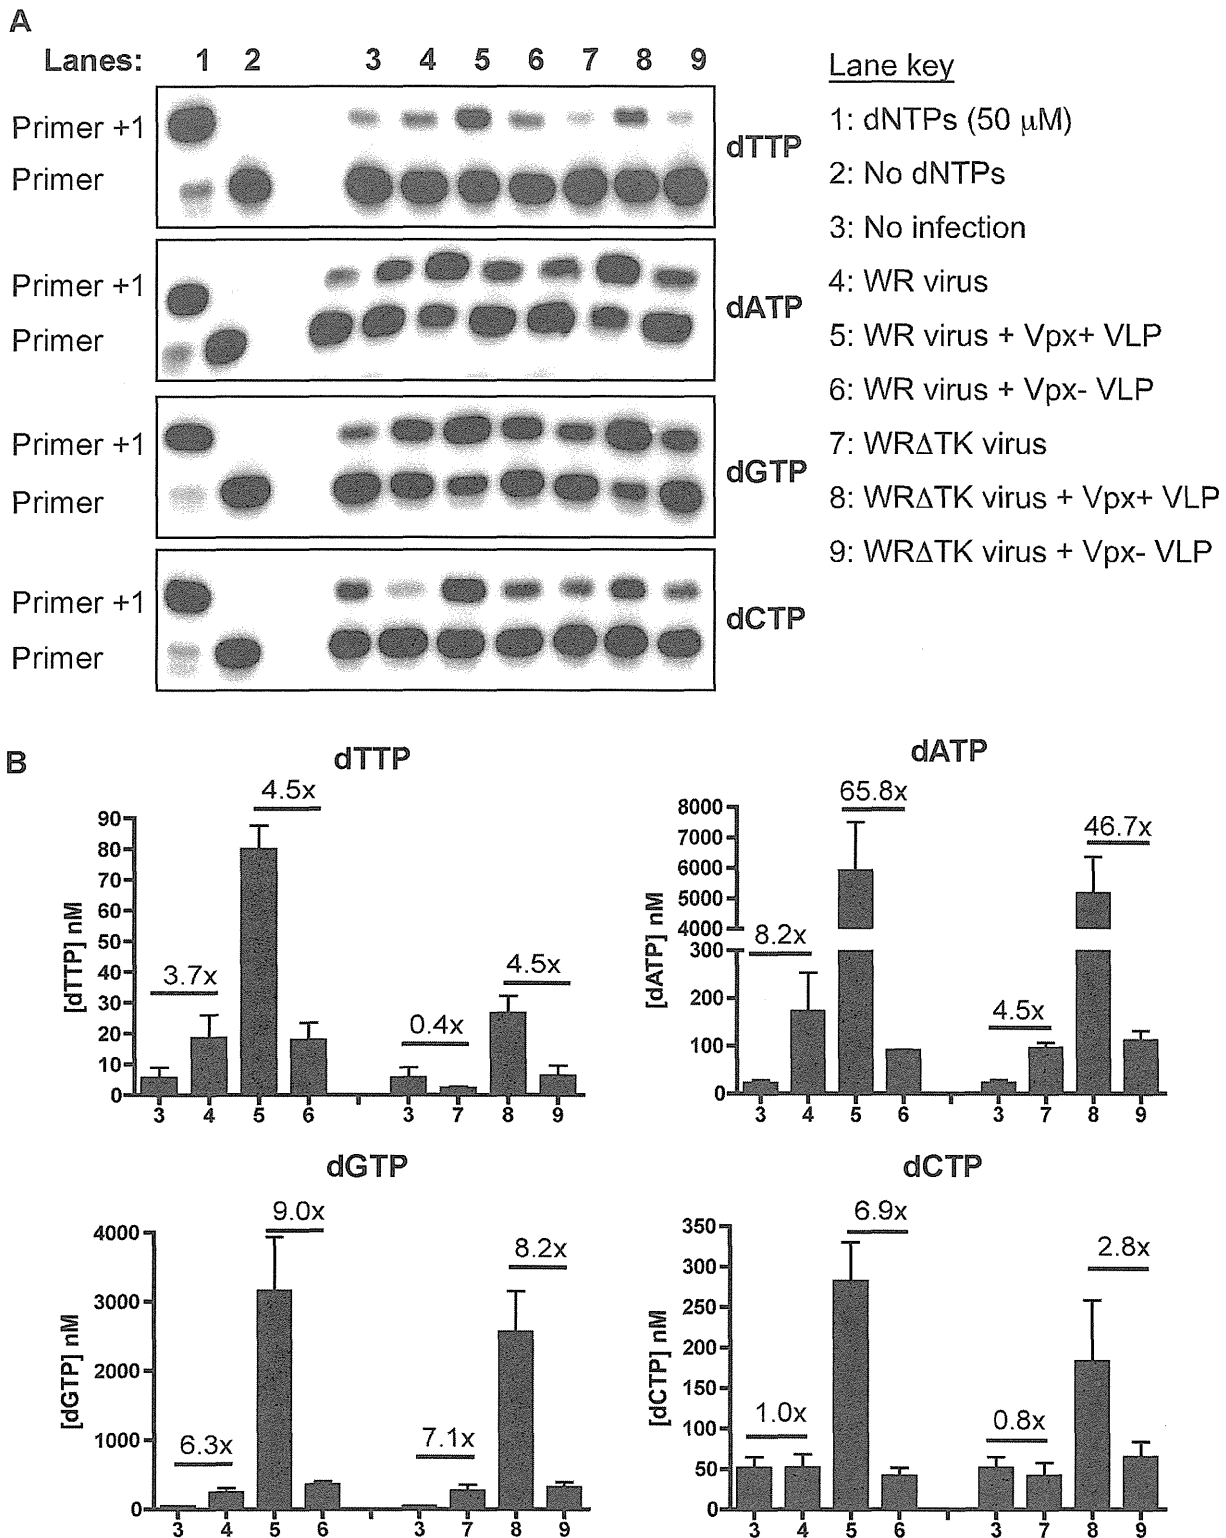 A
Lanes: 1 2 3 4 5 6 7 8 9
Primer +1
Primer
dTTP
Primer +1
Primer
dATP
Primer +1
Primer
dGTP
Primer +1
Primer
dCTP
Lane key
1: dNTPs (50 μM)
2: No dNTPs
3: No infection
4: WR virus
5: WR virus + Vpx+ VLP
6: WR virus + Vpx- VLP
7: WRΔTK virus
8: WRΔTK virus + Vpx+ VLP
9: WRΔTK virus + Vpx- VLP
B
dTTP
[dTTP] nM
90
80
70
60
50
40
30
20
10
0
3.7x
4.5x
0.4x
4.5x
3 4 5 6 3 7 8 9
dATP
[dATP] nM
8000
7000
6000
5000
4000
300
200
100
0
8.2x
65.8x
4.5x
46.7x
3 4 5 6 3 7 8 9
dGTP
[dGTP] nM
4000
3000
2000
1000
0
6.3x
9.0x
7.1x
8.2x
3 4 5 6 3 7 8 9
dCTP
[dCTP] nM
350
300
250
200
150
100
50
0
1.0x
6.9x
0.8x
2.8x
3 4 5 6 3 7 8 9